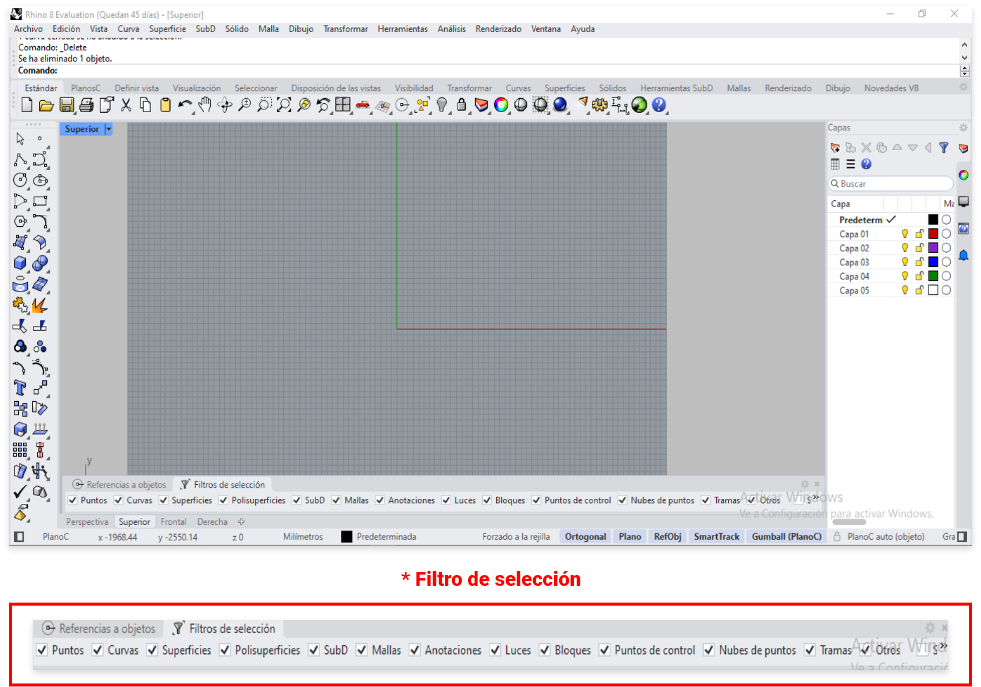 Rhino 8 Evaluation (Quedan 45 días) - [Superior]
Archivo Edición Vista Curva Superficie SubD Sólido Malla Dibujo Transformar Herramientas Análisis Renderizado Ventana Ayuda
Comando: _Delete
Se ha eliminado 1 objeto.
Comando:
Estándar PlanosC Definir vista Visualización Seleccionar Disposición de las vistas Visibilidad Transformar Curvas Superficies Sólidos Herramientas SubD Mallas Renderizado Dibujo Novedades V8
Superior
Capas
Buscar
Capa Ma
Predeterm
Capa 01
Capa 02
Capa 03
Capa 04
Capa 05
y
Referencias a objetos Filtros de selección
Puntos Curvas Superficies Polisuperficies SubD Mallas Anotaciones Luces Bloques Puntos de control Nubes de puntos Tramas Otros S
Activar Windows
Ve a Configuración para activar Windows.
Perspectiva Superior Frontal Derecha
PlanoC x -1968.44 y -2550.14 z 0 Milímetros Predeterminada Forzado a la rejilla Ortogonal Plano RefObj SmartTrack Gumball (PlanoC) PlanoC auto (objeto) Gra
* Filtro de selección
Referencias a objetos Filtros de selección
Puntos Curvas Superficies Polisuperficies SubD Mallas Anotaciones Luces Bloques Puntos de control Nubes de puntos Tramas Otros S
Activar Wind
Ve a Configuració